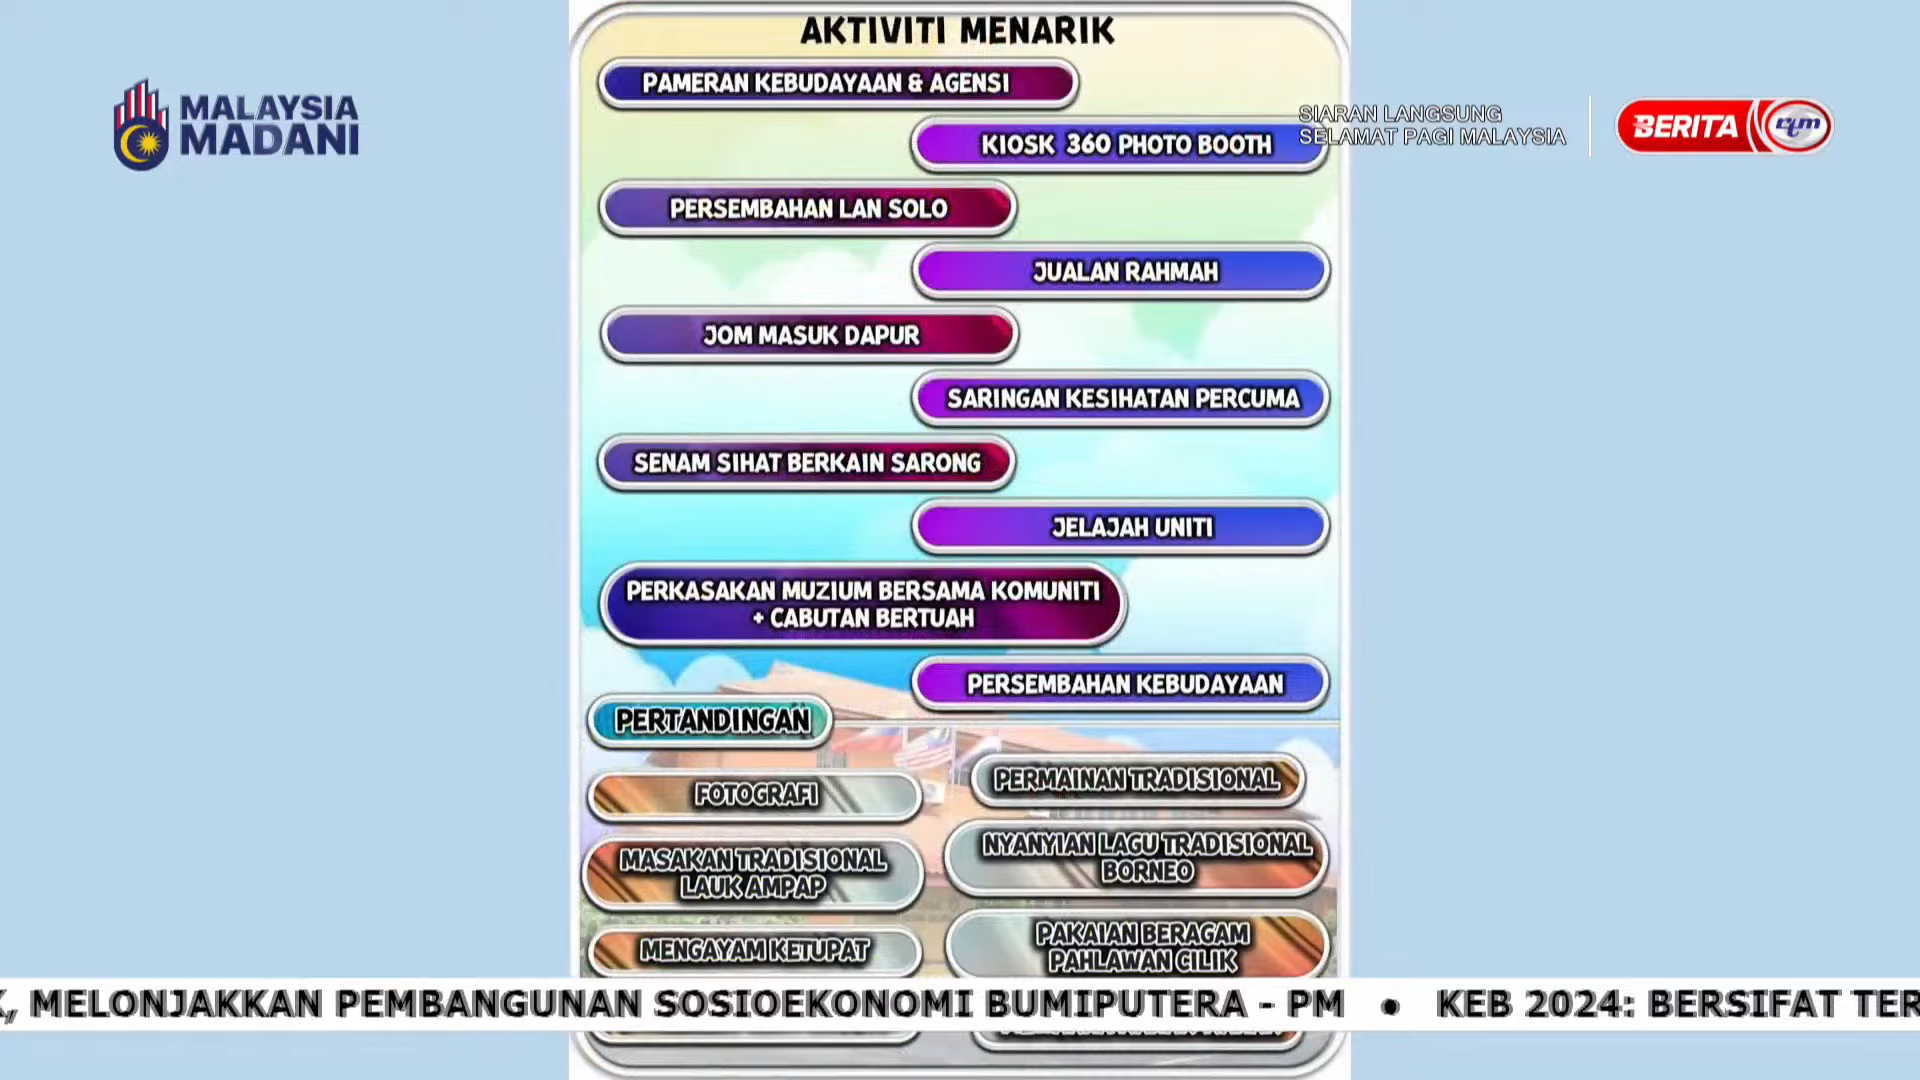 AKTIVITI MENARIK
MALAYSIA
MADANI
PAMERAN KEBUDAYAAN & AGENSI
SIARAN LANGSUNG
SELAMAT PAGI MALAYSIA
BERITA rtm
KIOSK 360 PHOTO BOOTH
PERSEMBAHAN LAN SOLO
JUALAN RAHMAH
JOM MASUK DAPUR
SARINGAN KESIHATAN PERCUMA
SENAM SIHAT BERKAIN SARONG
JELAJAH UNITI
PERKASAKAN MUZIUM BERSAMA KOMUNITI
+ CABUTAN BERTUAH
PERSEMBAHAN KEBUDAYAAN
PERTANDINGAN
FOTOGRAFI
PERMAINAN TRADISIONAL
MASAKAN TRADISIONAL
LAUK AMPAP
NYANYIAN LAGU TRADISIONAL
BORNEO
MENGAYAM KETUPAT
PAKAIAN BERAGAM
PAHLAWAN CILIK
, MELONJAKKAN PEMBANGUNAN SOSIOEKONOMI BUMIPUTERA - PM • KEB 2024: BERSIFAT TER